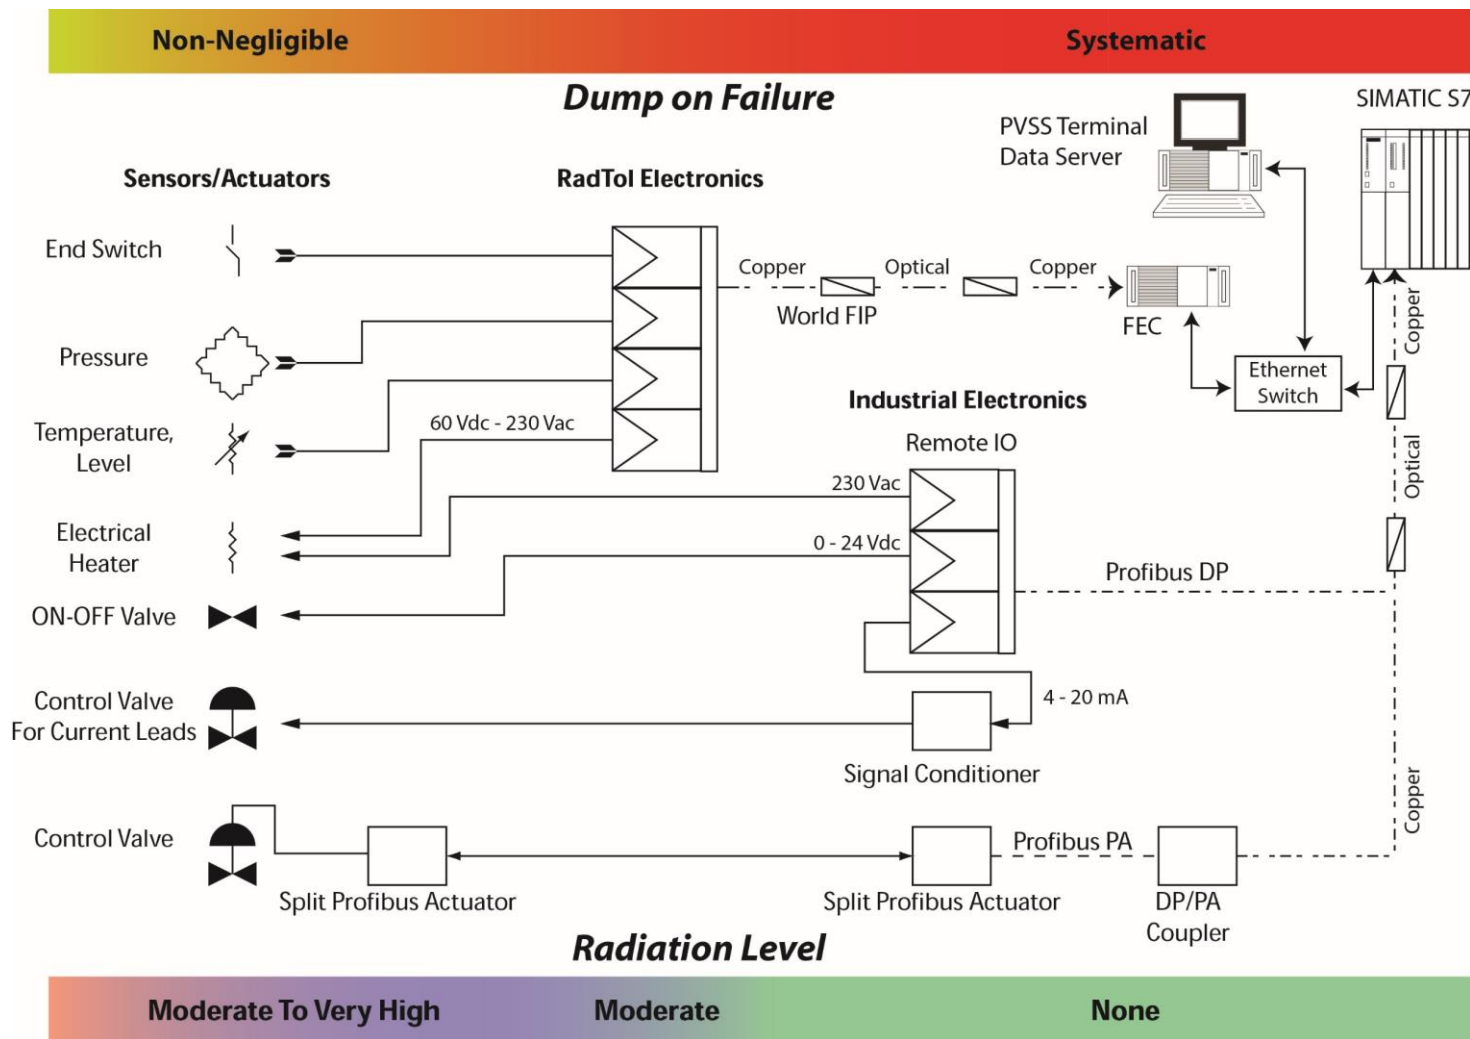 Non-Negligible
Systematic
Dump on Failure
SIMATIC S7
PVSS Terminal
Data Server
Sensors/Actuators
RadTol Electronics
End Switch
Copper
Optical
Copper
World FIP
FEC
Copper
Pressure
Ethernet
Switch
Industrial Electronics
Remote IO
60 Vdc - 230 Vac
Temperature,
Level
230 Vac
Optical
Electrical
Heater
0 - 24 Vdc
Profibus DP
ON-OFF Valve
Control Valve
For Current Leads
4 - 20 mA
Signal Conditioner
Copper
Control Valve
Profibus PA
Split Profibus Actuator
Split Profibus Actuator
DP/PA
Coupler
Radiation Level
Moderate To Very High
Moderate
None